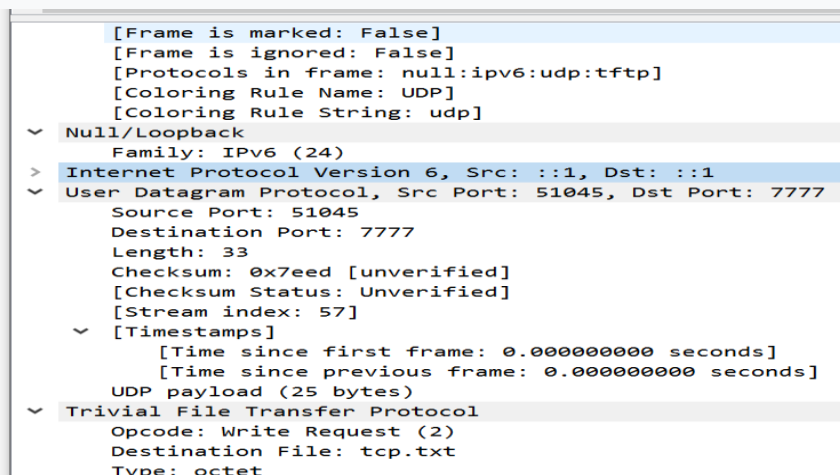 [Frame is marked: False]
[Frame is ignored: False]
[Protocols in frame: null:ipv6:udp:tftp]
[Coloring Rule Name: UDP]
[Coloring Rule String: udp]
Null/Loopback
Family: IPv6 (24)
Internet Protocol Version 6, Src: ::1, Dst: ::1
User Datagram Protocol, Src Port: 51045, Dst Port: 7777
Source Port: 51045
Destination Port: 7777
Length: 33
Checksum: 0x7eed [unverified]
[Checksum Status: Unverified]
[Stream index: 57]
[Timestamps]
[Time since first frame: 0.000000000 seconds]
[Time since previous frame: 0.000000000 seconds]
UDP payload (25 bytes)
Trivial File Transfer Protocol
Opcode: Write Request (2)
Destination File: tcp.txt
Type: octet